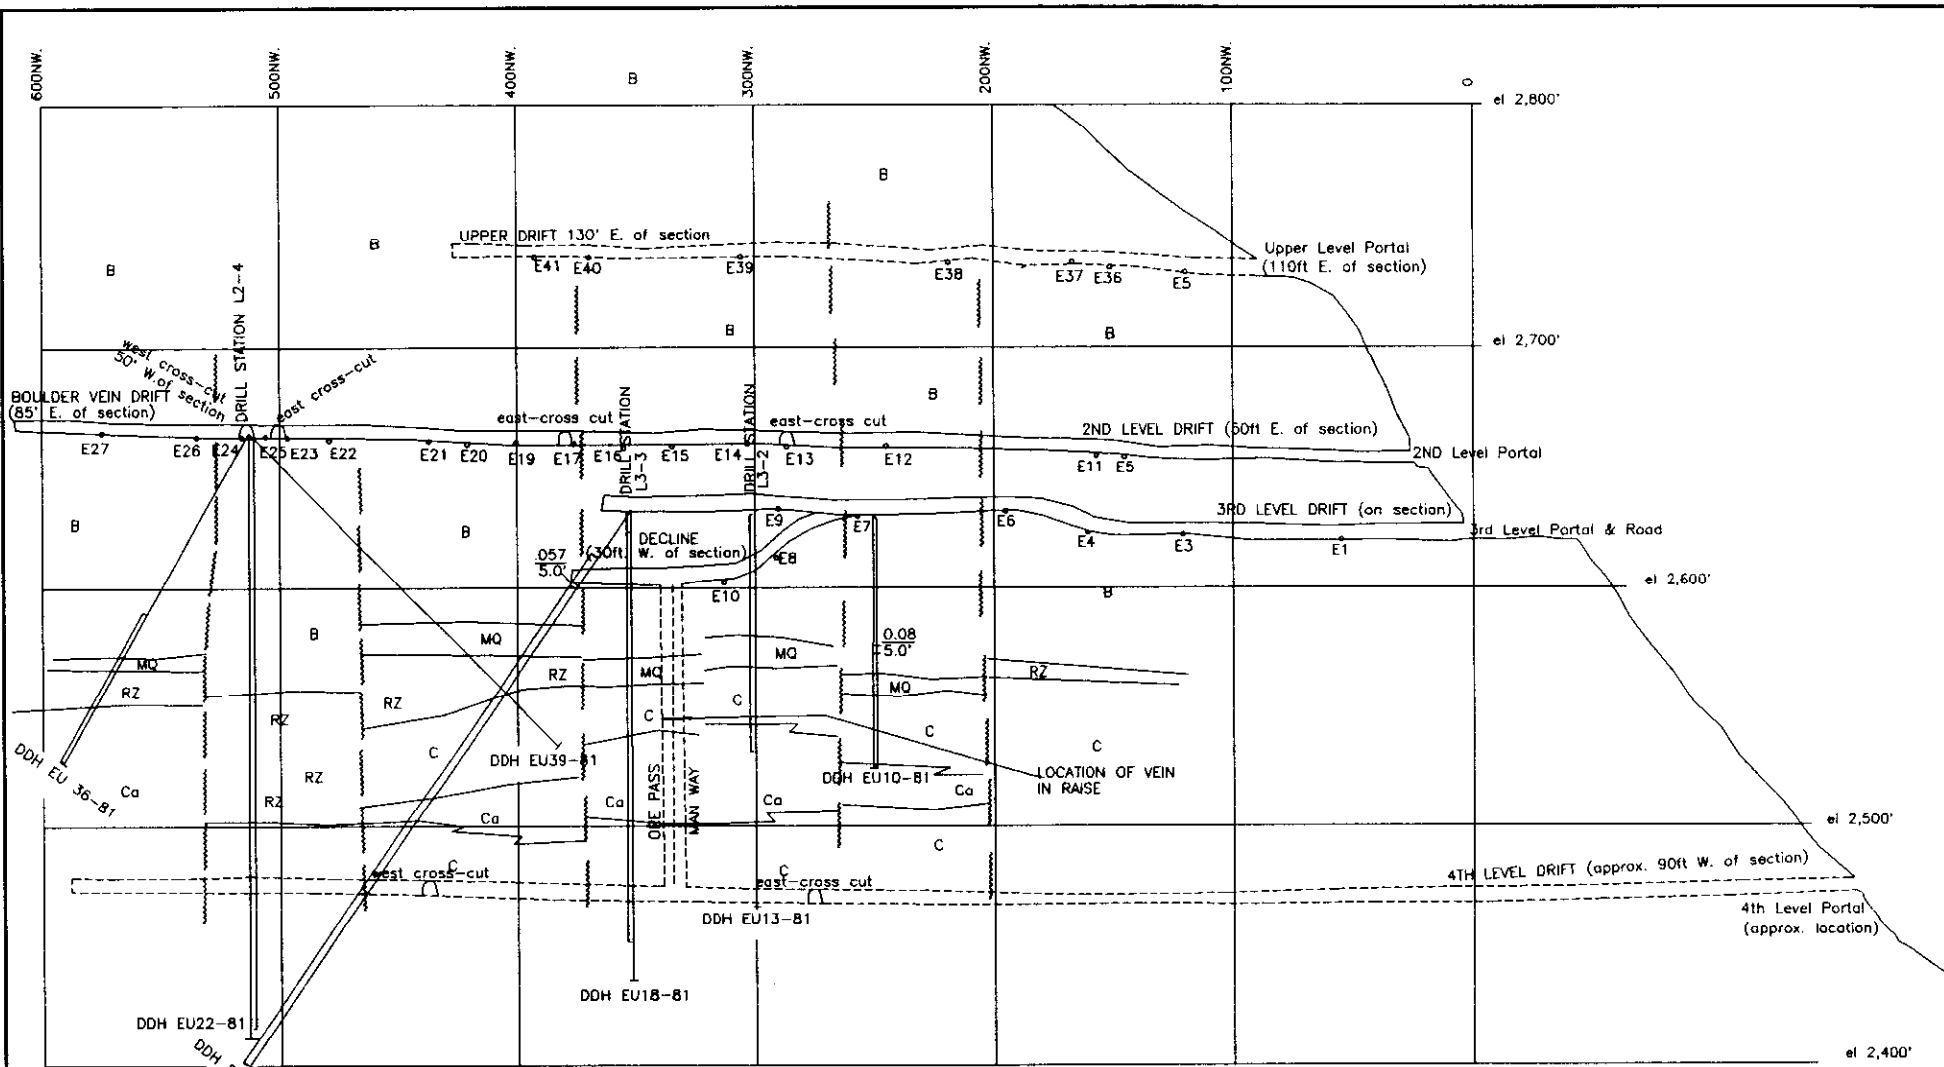 600NW.
500NW.
400NW.
B
300NW.
200NW.
100NW.
0
el 2,800'
B
UPPER DRIFT 130' E. of section
B
B
Upper Level Portal
(110ft E. of section)
E41
E40
E39
E38
E37
E36
E5
DRILL STATION L2-4
B
B
el 2,700'
west cross-cut
50' W.of section
east cross-cut
BOULDER VEIN DRIFT
(85' E. of section)
B
east-cross cut
DRILL STATION
L3-3
DRILL STATION
L3-2
east-cross cut
2ND LEVEL DRIFT (50ft E. of section)
2ND Level Portal
E27
E26
E24
E25
E23
E22
E21
E20
E19
E17
E16
E15
E14
E13
E12
E11
E5
3RD LEVEL DRIFT (on section)
3rd Level Portal & Road
B
B
E9
E7
E6
E4
E3
E1
DECLINE
(30ft. W. of section)
.057
5.0'
E8
E10
el 2,600'
B
B
MQ
0.08
5.0'
MQ
MQ
RZ
MQ
MQ
RZ
RZ
RZ
RZ
C
C
C
C
C
DDH EU 36-81
DDH EU39-81
DDH EU10-81
LOCATION OF VEIN
IN RAISE
Ca
RZ
RZ
Ca
Ca
Ca
Ca
ORE PASS
MAN WAY
el 2,500'
C
C
C
west cross-cut
east-cross cut
4TH LEVEL DRIFT (approx. 90ft W. of section)
4th Level Portal
(approx. location)
DDH EU13-81
DDH EU18-81
DDH EU22-81
DDH
el 2,400'